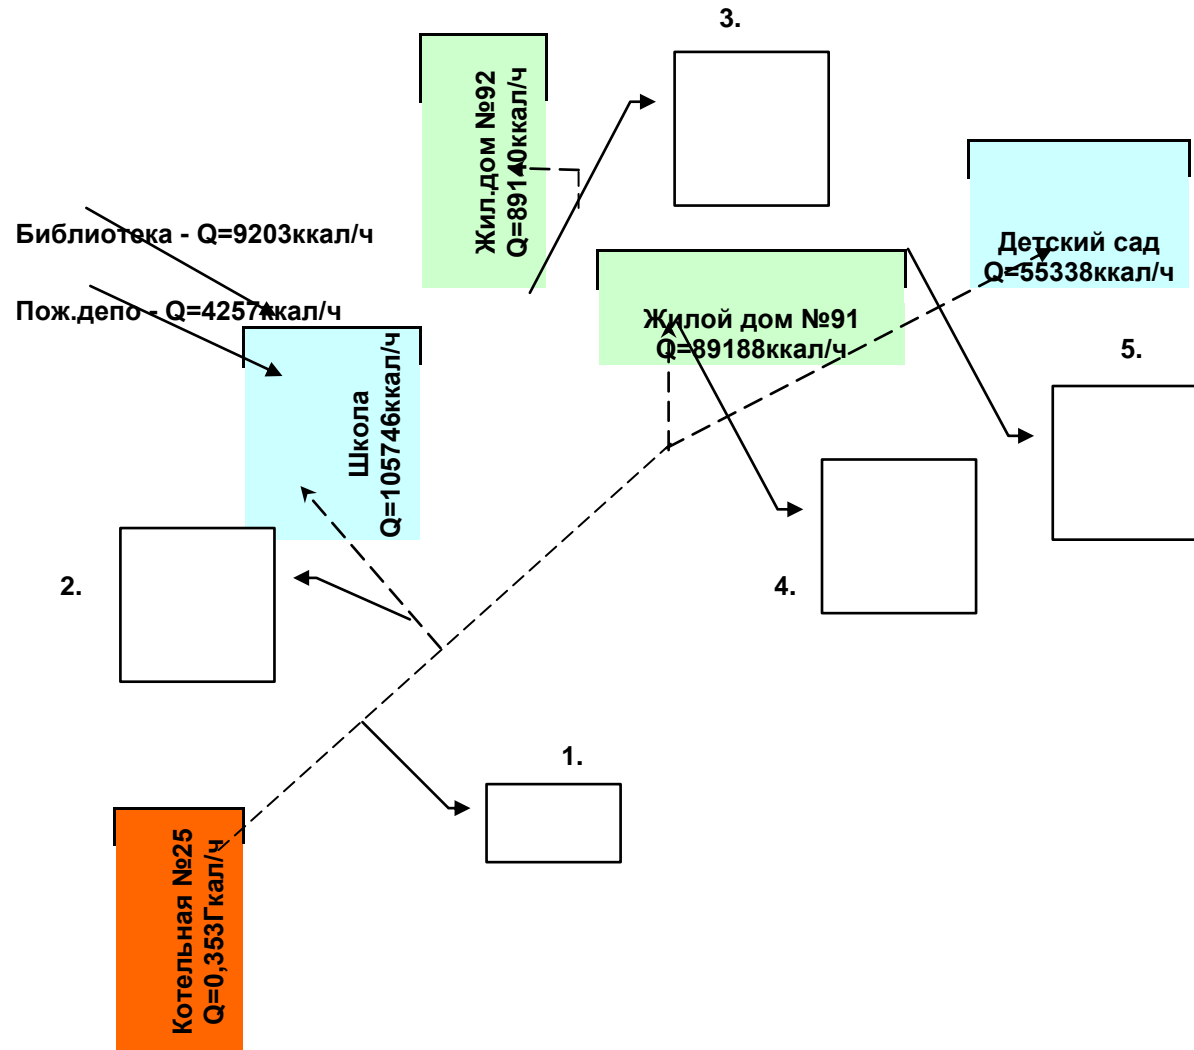 3.
Жил.дом №92
Q=89140ккал/ч
Библиотека - Q=9203ккал/ч
Детский сад
Q=55338ккал/ч
Пож.депо - Q=4257ккал/ч
Жилой дом №91
Q=89188ккал/ч
5.
Школа
Q=105746ккал/ч
2.
4.
1.
Котельная №25
Q=0,353Гкал/ч